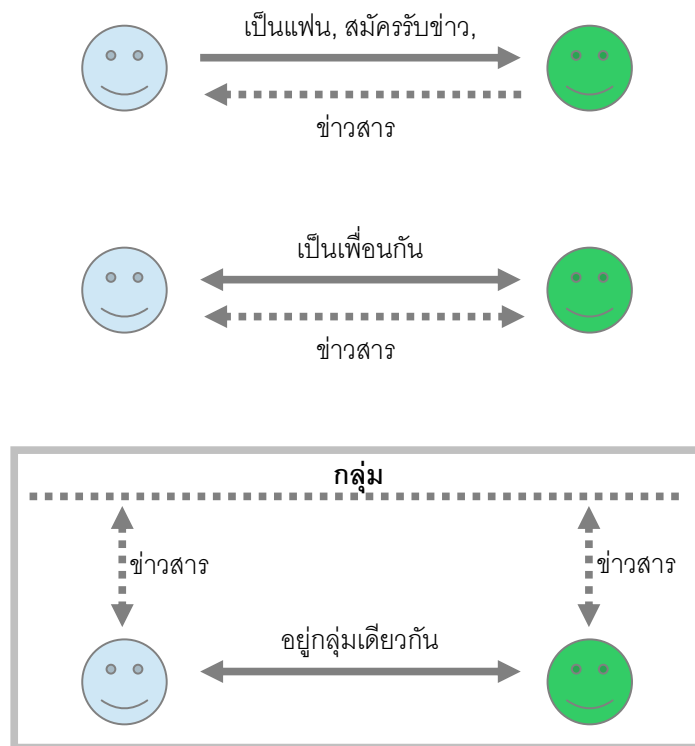 เป็นแฟน, สมัครรับข่าว,
ข่าวสาร
เป็นเพื่อนกัน
ข่าวสาร
กลุ่ม
ข่าวสาร
ข่าวสาร
อยู่กลุ่มเดียวกัน